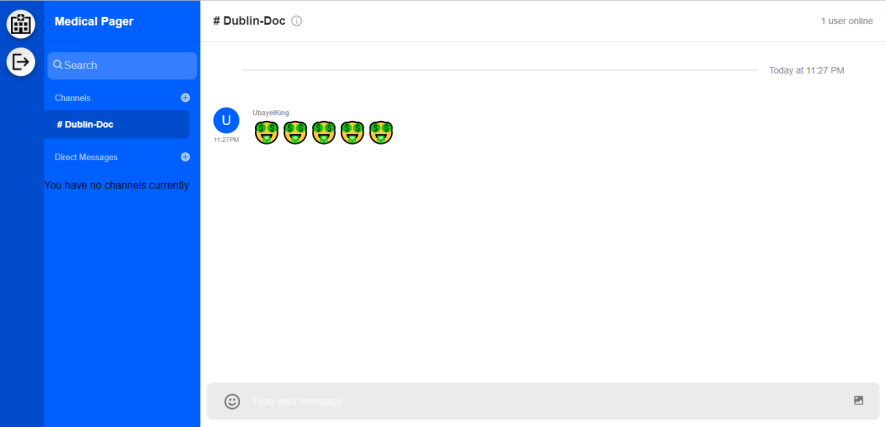 Medical Pager
Search
Channels
# Dublin-Doc
Direct Messages
You have no channels currently
# Dublin-Doc
1 user online
Today at 11:27 PM
U
UbayelKing
11:27PM
🤑🤑🤑🤑🤑
Type your message